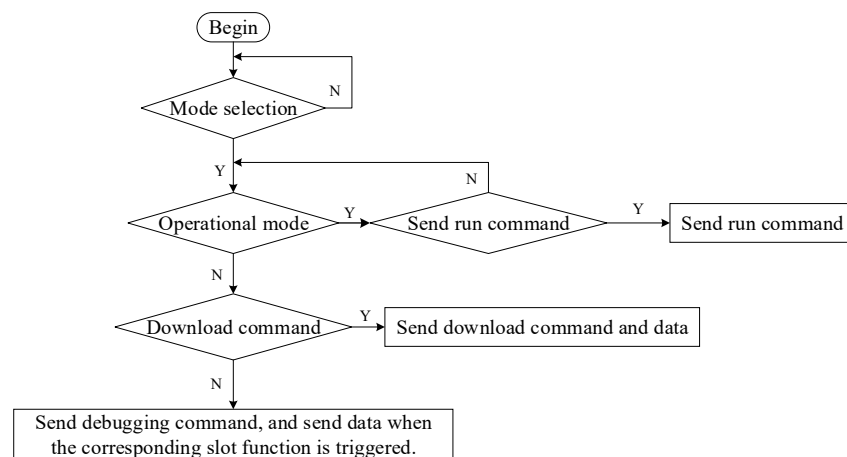 Begin
N
Mode selection
Y
N
Operational mode
Y
Send run command
Y
Send run command
N
Download command
Y
Send download command and data
N
Send debugging command, and send data when
the corresponding slot function is triggered.